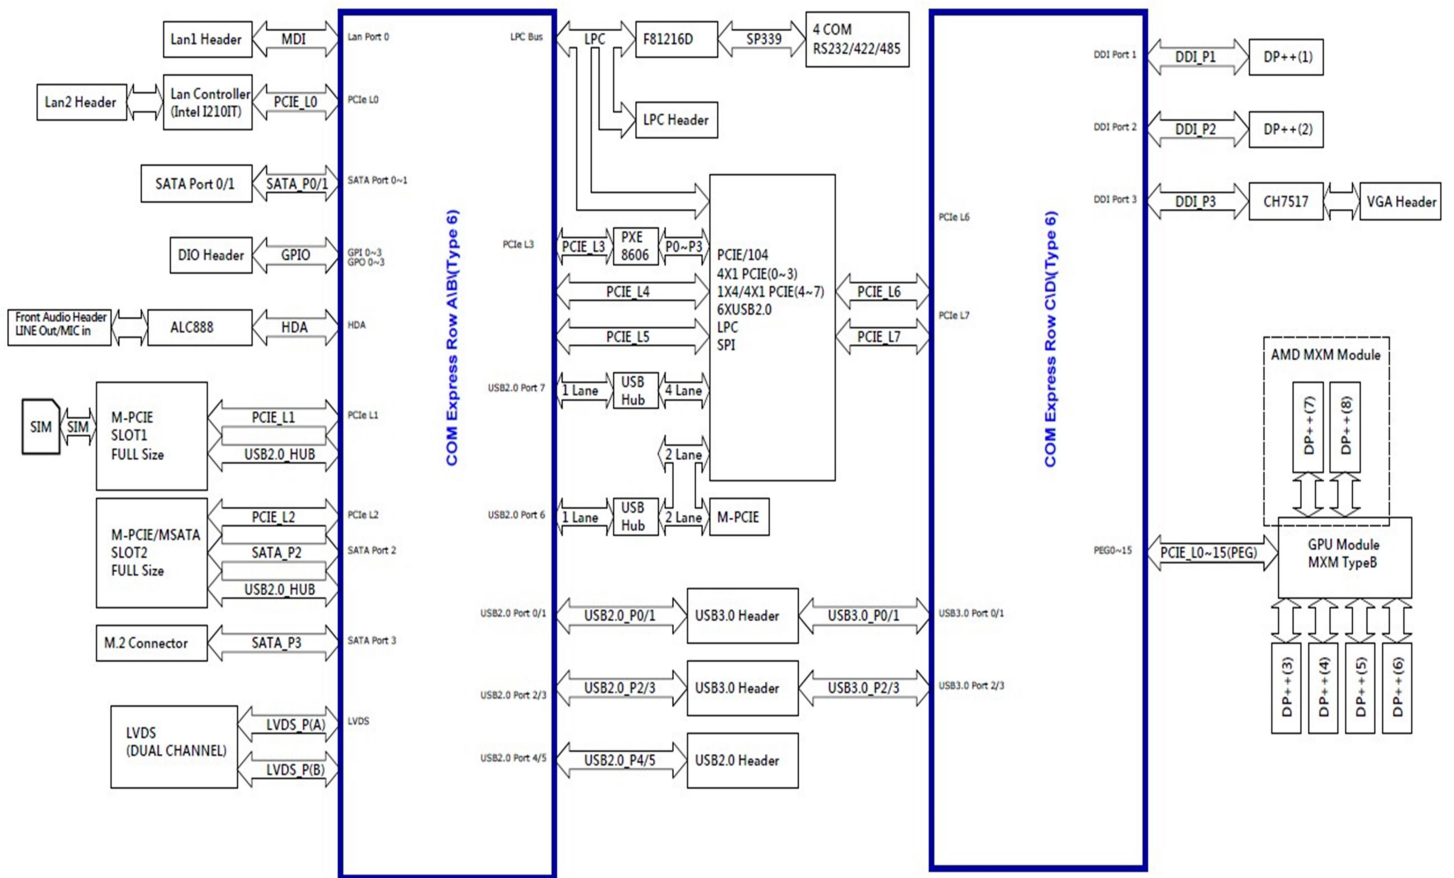 Lan1 Header
MDI
Lan Port 0
Lan2 Header
Lan Controller
(Intel I210IT)
PCIE_L0
PCIe L0
SATA Port 0/1
SATA_P0/1
SATA Port 0~1
DIO Header
GPIO
GPI 0~3
GPO 0~3
Front Audio Header
LINE Out/MIC in
ALC888
HDA
HDA
SIM
SIM
M-PCIE
SLOT1
FULL Size
PCIE_L1
USB2.0_HUB
PCIe L1
M-PCIE/MSATA
SLOT2
FULL Size
PCIE_L2
SATA_P2
USB2.0_HUB
PCIe L2
SATA Port 2
M.2 Connector
SATA_P3
SATA Port 3
LVDS
(DUAL CHANNEL)
LVDS_P(A)
LVDS_P(B)
LVDS
COM Express Row A\B\(Type 6)
LPC Bus
LPC
F81216D
SP339
4 COM
RS232/422/485
LPC Header
PCIe L3
PCIE_L3
PXE
8606
P0~P3
PCIE_L4
PCIE_L5
PCIE/104
4X1 PCIE(0~3)
1X4/4X1 PCIE(4~7)
6XUSB2.0
LPC
SPI
PCIE_L6
PCIE_L7
USB2.0 Port 7
1 Lane
USB
Hub
4 Lane
2 Lane
USB2.0 Port 6
1 Lane
USB
Hub
2 Lane
M-PCIE
USB2.0 Port 0/1
USB2.0_P0/1
USB3.0 Header
USB3.0_P0/1
USB3.0 Port 0/1
USB2.0 Port 2/3
USB2.0_P2/3
USB3.0 Header
USB3.0_P2/3
USB3.0 Port 2/3
USB2.0 Port 4/5
USB2.0_P4/5
USB2.0 Header
PCIe L6
PCIe L7
COM Express Row C\D\(Type 6)
DDI Port 1
DDI_P1
DP++(1)
DDI Port 2
DDI_P2
DP++(2)
DDI Port 3
DDI_P3
CH7517
VGA Header
AMD MXM Module
DP++(7)
DP++(8)
PEG0~15
PCIE_L0~15(PEG)
GPU Module
MXM TypeB
DP++(3)
DP++(4)
DP++(5)
DP++(6)